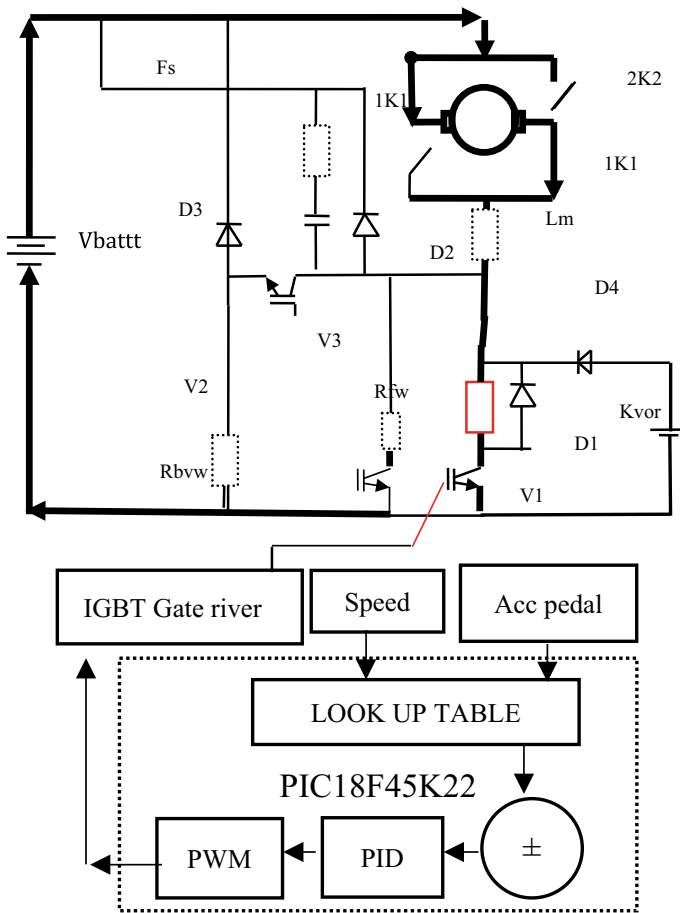 Fs
2K2
1K1
1K1
D3
Lm
Vbattt
D2
D4
V3
V2
Rfw
Kvor
D1
Rbvw
V1
IGBT Gate river
Speed
Acc pedal
LOOK UP TABLE
PIC18F45K22
PWM
PID
±